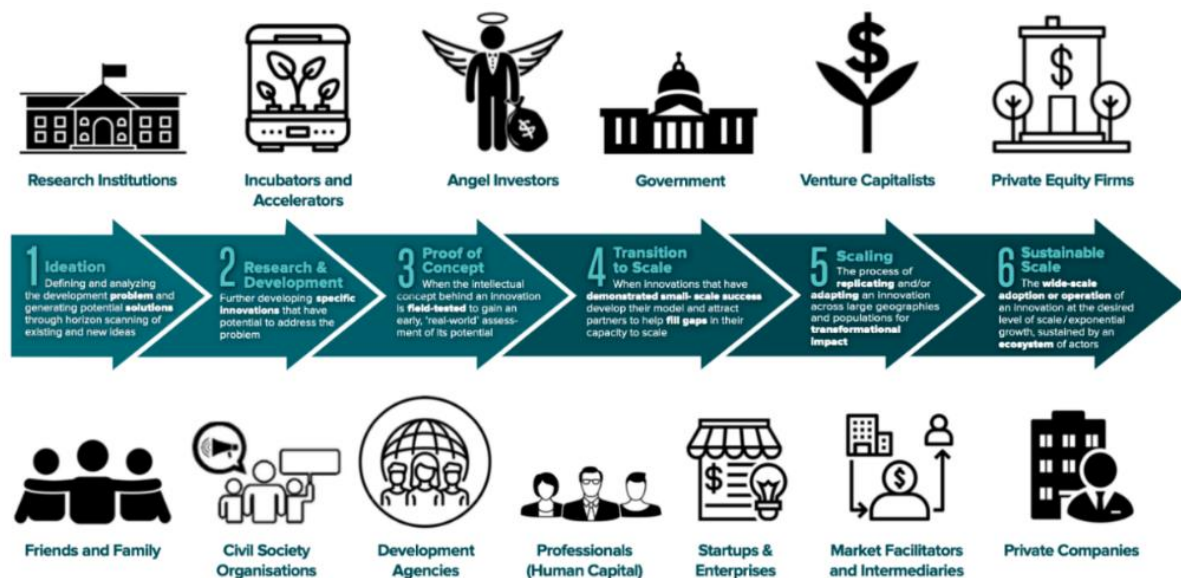 Research Institutions
Incubators and
Accelerators
Angel Investors
Government
Venture Capitalists
Private Equity Firms
1 Ideation
Defining and analyzing
the development problem and
generating potential solutions
through horizon scanning of
existing and new ideas
2 Research &
Development
Further developing specific
innovations that have
potential to address the
problem
3 Proof of
Concept
When the intellectual
concept behind an innovation
is field-tested to gain an
early, 'real-world' assess-
ment of its potential
4 Transition
to Scale
When innovations that have
demonstrated small- scale success
develop their model and attract
partners to help fill gaps in their
capacity to scale
5 Scaling
The process of
replicating and/or
adapting an innovation
across large geographies
and populations for
transformational
impact
6 Sustainable
Scale
The wide-scale
adoption or operation of
an innovation at the desired
level of scale/exponential
growth, sustained by an
ecosystem of actors
Friends and Family
Civil Society
Organisations
Development
Agencies
Professionals
(Human Capital)
Startups &
Enterprises
Market Facilitators
and Intermediaries
Private Companies